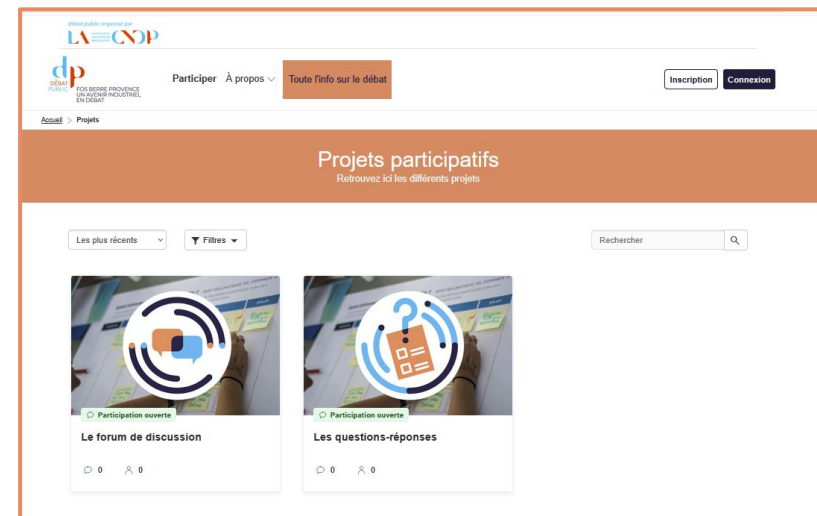 débat public organisé par
LA CNDP
dp
DÉBAT
PUBLIC
FOS BERRE PROVENCE
UN AVENIR INDUSTRIEL
EN DÉBAT
Participer À propos Toute l'info sur le débat Inscription Connexion
Accueil > Projets
Projets participatifs
Retrouvez ici les différents projets
Les plus récents Filtres Rechercher
Participation ouverte Participation ouverte
Le forum de discussion Les questions-réponses
0 0 0 0